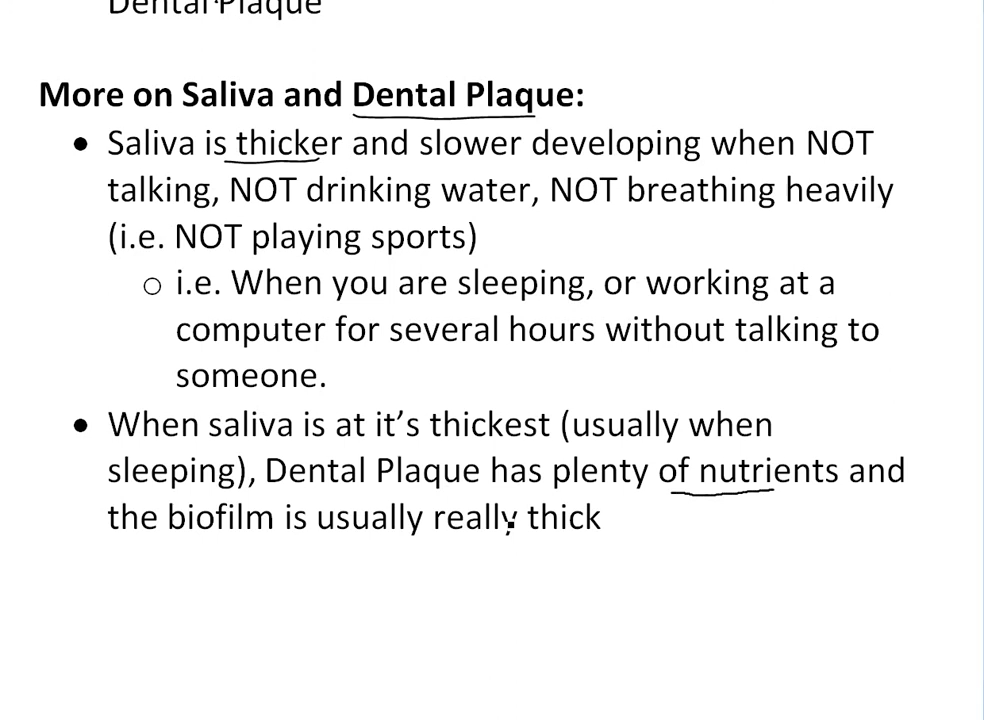 Dental Plaque
More on Saliva and Dental Plaque:
• Saliva is thicker and slower developing when NOT
talking, NOT drinking water, NOT breathing heavily
(i.e. NOT playing sports)
o i.e. When you are sleeping, or working at a
computer for several hours without talking to
someone.
• When saliva is at it’s thickest (usually when
sleeping), Dental Plaque has plenty of nutrients and
the biofilm is usually really thick